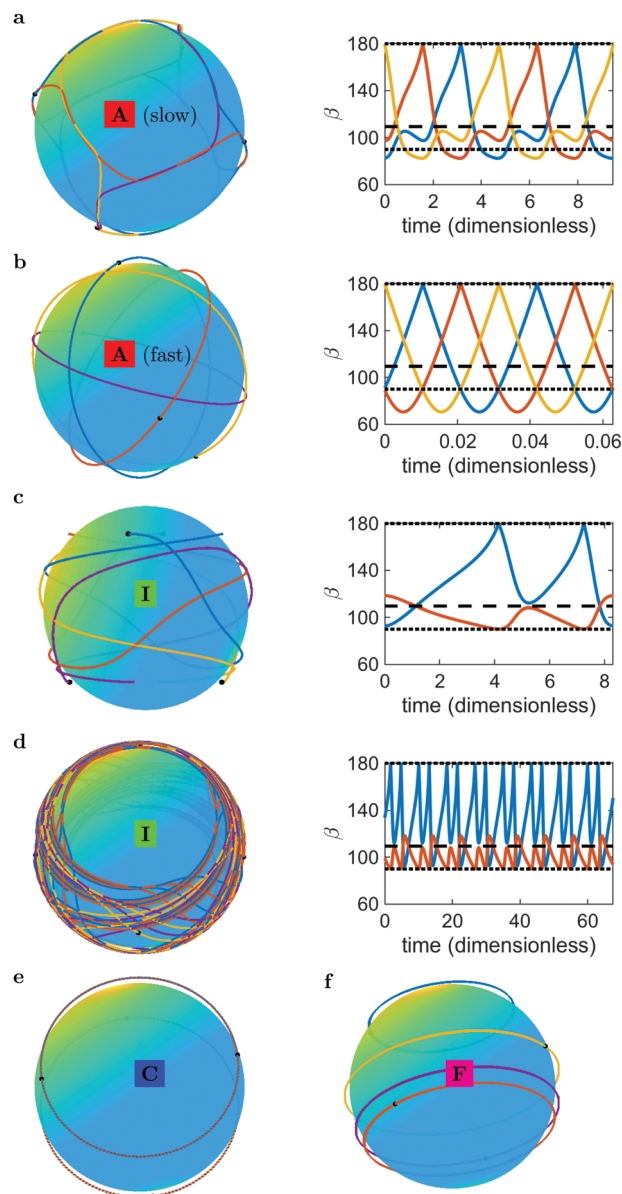 a
A (slow)
180
140
100
60
β
0 2 4 6 8
time (dimensionless)
b
A (fast)
180
140
100
60
β
0 0.02 0.04 0.06
time (dimensionless)
c
I
180
140
100
60
β
0 2 4 6 8
time (dimensionless)
d
I
180
140
100
60
β
0 20 40 60
time (dimensionless)
e
C
f
F